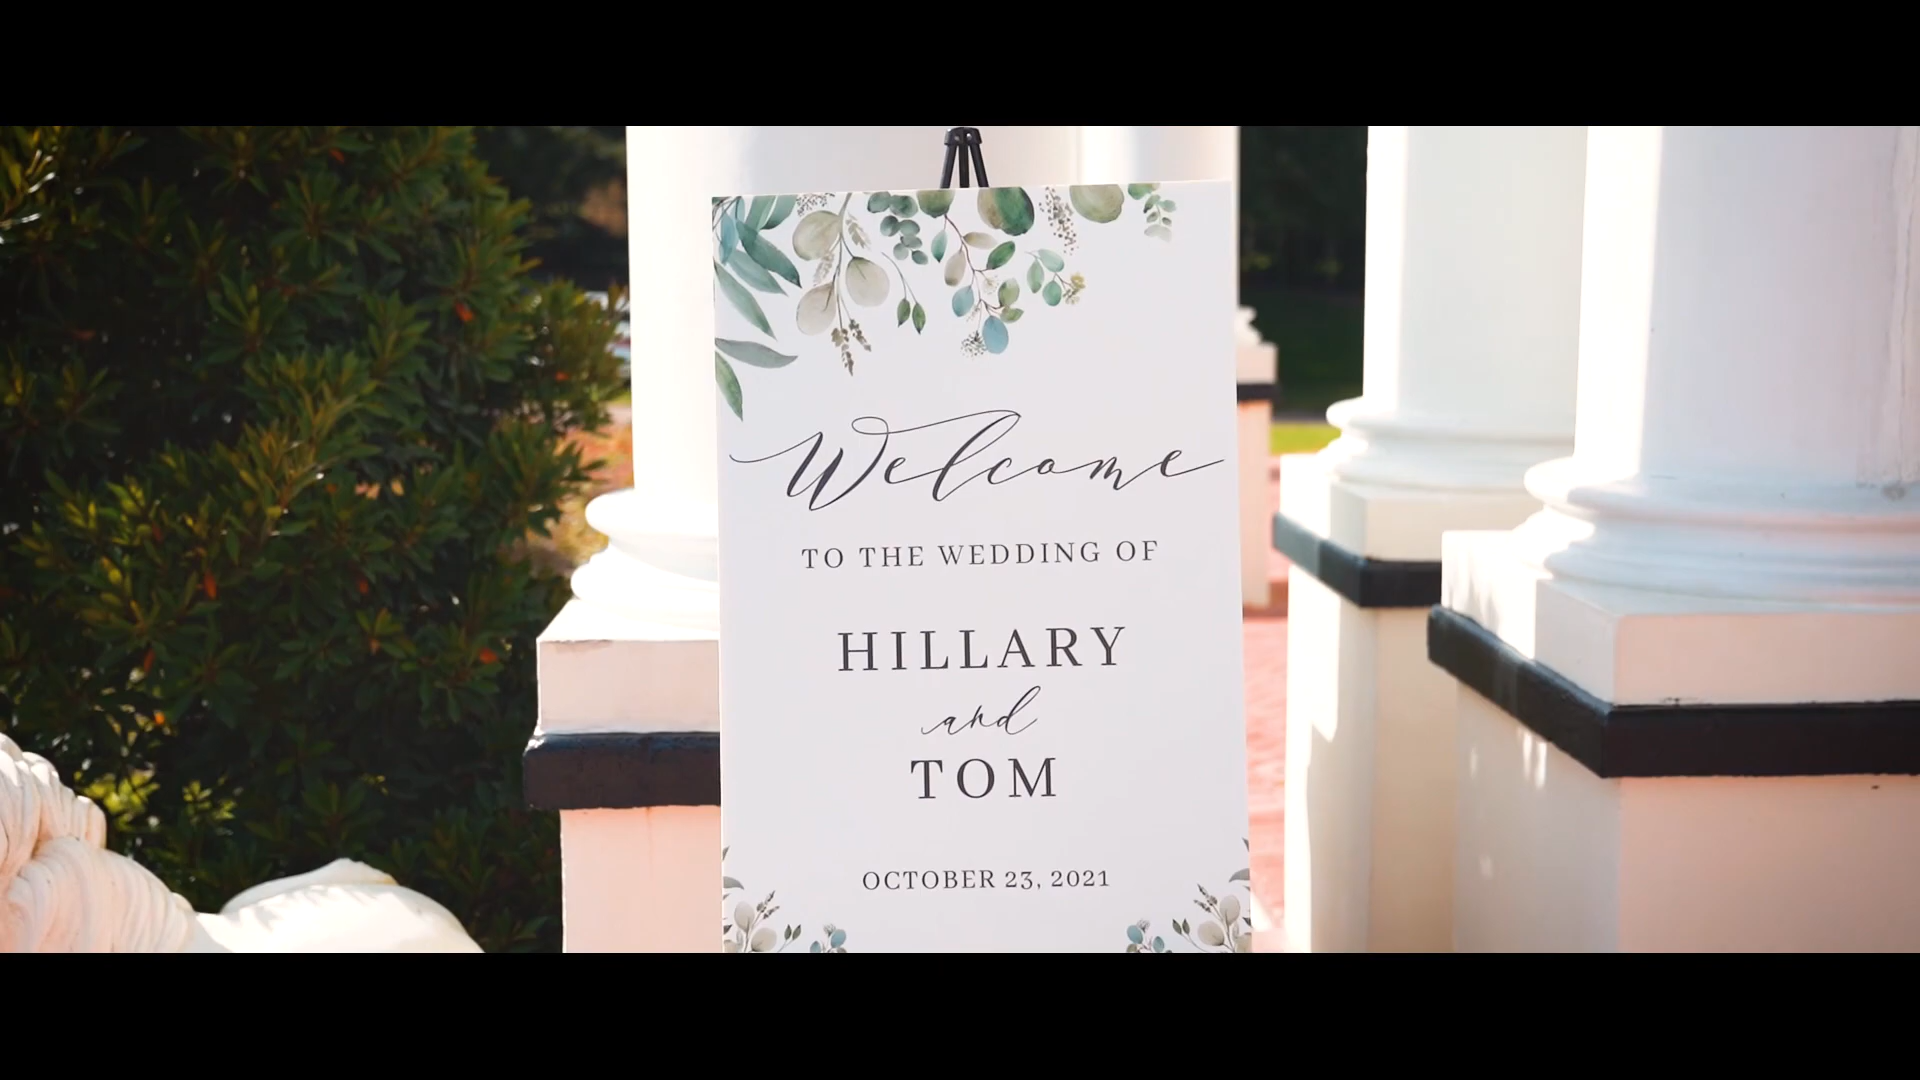 Welcome
TO THE WEDDING OF
HILLARY
and
TOM
OCTOBER 23, 2021